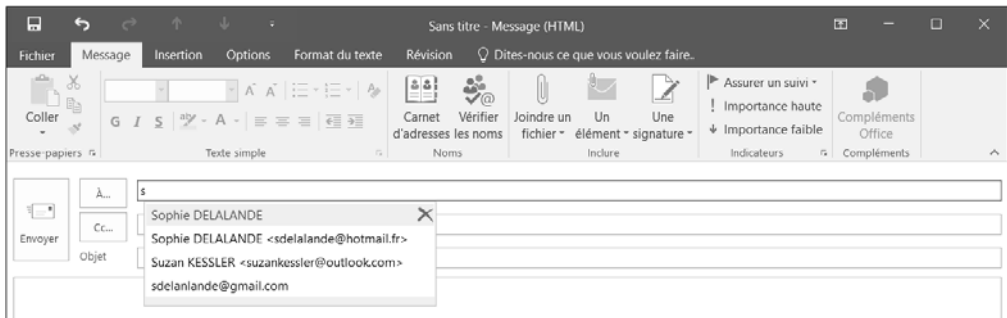 Sans titre - Message (HTML)
Fichier Message Insertion Options Format du texte Révision Dites-nous ce que vous voulez faire..
Coller
G I S aby A
Carnet d'adresses
Vérifier les noms
Joindre un fichier
Un élément
Une signature
Assurer un suivi
Importance haute
Importance faible
Compléments Office
Presse-papiers Texte simple Noms Inclure Indicateurs Compléments
Envoyer
À... s
Cc...
Objet
Sophie DELALANDE
Sophie DELALANDE <sdelalande@hotmail.fr>
Suzan KESSLER <suzankessler@outlook.com>
sdelanlande@gmail.com